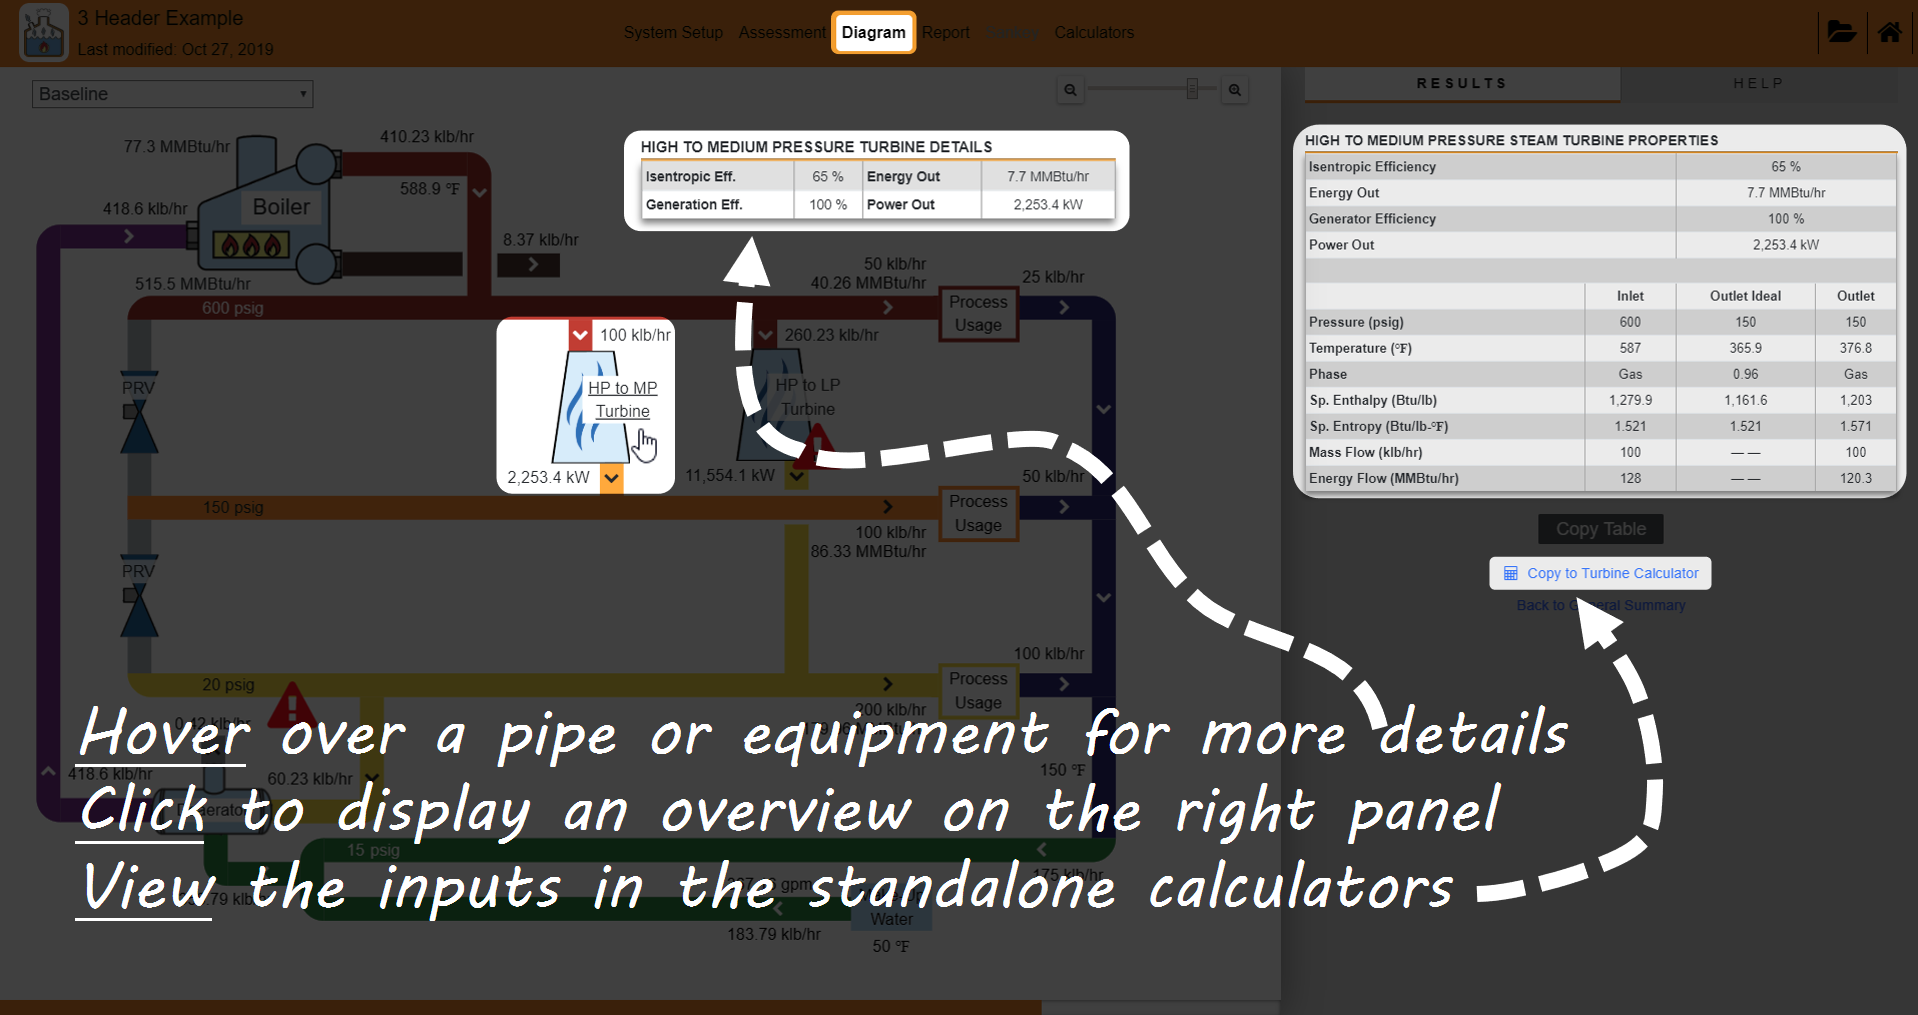 3 Header Example
Last modified: Oct 27, 2019
System Setup Assessment Diagram Report Calculators
Baseline
RESULTS HELP
77.3 MMBtu/hr
410.23 klb/hr
588.9 °F
418.6 klb/hr
Boiler
8.37 klb/hr
515.5 MMBtu/hr
600 psig
HIGH TO MEDIUM PRESSURE TURBINE DETAILS
Isentropic Eff. 65 % Energy Out 7.7 MMBtu/hr
Generation Eff. 100 % Power Out 2,253.4 kW
50 klb/hr
40.26 MMBtu/hr
25 klb/hr
Process
Usage
100 klb/hr
HP to MP
Turbine
2,253.4 kW
260.23 klb/hr
HP to LP
Turbine
11,554.1 kW
PRV
150 psig
50 klb/hr
Process
Usage
100 klb/hr
86.33 MMBtu/hr
PRV
20 psig
100 klb/hr
Process
Usage
200 klb/hr
HIGH TO MEDIUM PRESSURE STEAM TURBINE PROPERTIES
Isentropic Efficiency 65 %
Energy Out 7.7 MMBtu/hr
Generator Efficiency 100 %
Power Out 2,253.4 kW
Inlet Outlet Ideal Outlet
Pressure (psig) 600 150 150
Temperature (°F) 587 365.9 376.8
Phase Gas 0.96 Gas
Sp. Enthalpy (Btu/lb) 1,279.9 1,161.6 1,203
Sp. Entropy (Btu/lb-°F) 1.521 1.521 1.571
Mass Flow (klb/hr) 100 — — 100
Energy Flow (MMBtu/hr) 128 — — 120.3
Copy Table
Copy to Turbine Calculator
Back to General Summary
Hover over a pipe or equipment for more details
418.6 klb/hr
60.23 klb/hr
150 °F
Click to display an overview on the right panel
15 psig
175 klb/hr
View the inputs in the standalone calculators
Water
183.79 klb/hr
50 °F